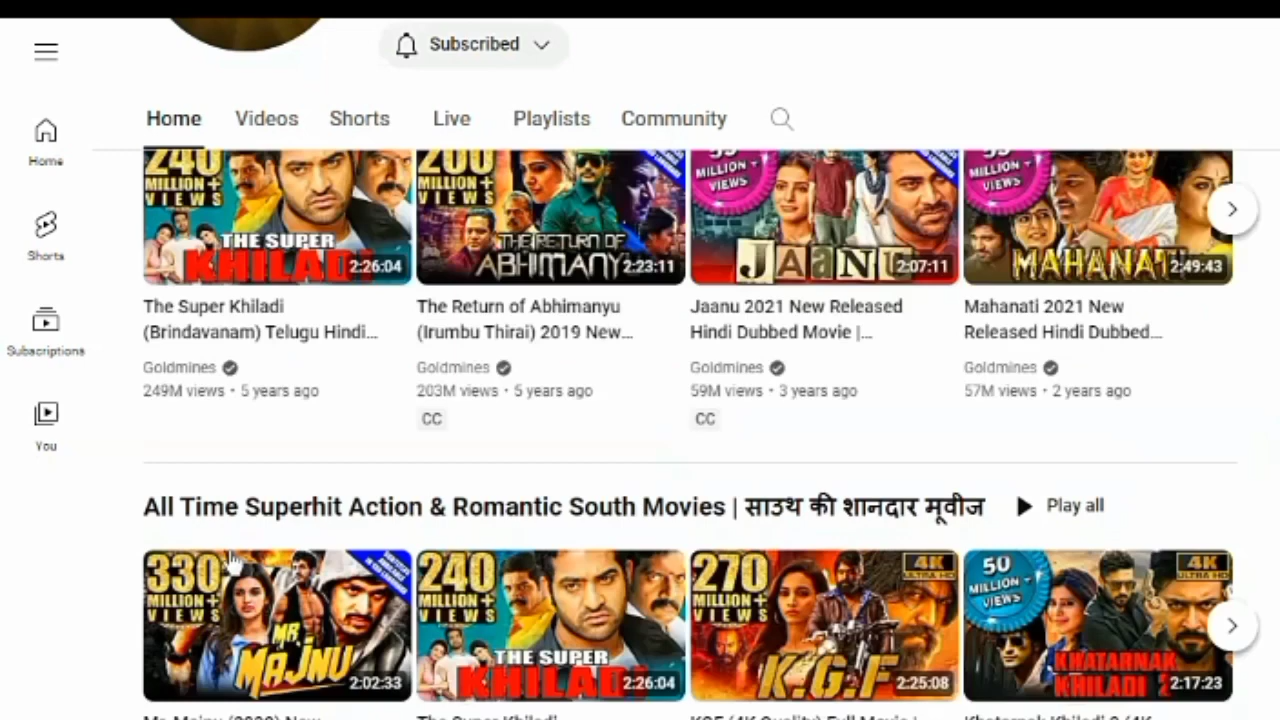 Subscribed
Home
Videos
Shorts
Live
Playlists
Community
Home
Shorts
Subscriptions
You
240
MILLION+
VIEWS
THE SUPER
KHILADI
2:26:04
200
MILLION+
VIEWS
THE RETURN OF
ABHIMANY
2:23:11
MILLION +
VIEWS
JAANU
2:07:11
MILLION +
VIEWS
MAHANATI
2:49:43
The Super Khiladi
(Brindavanam) Telugu Hindi...
Goldmines
249M views • 5 years ago
The Return of Abhimanyu
(Irumbu Thirai) 2019 New...
Goldmines
203M views • 5 years ago
CC
Jaanu 2021 New Released
Hindi Dubbed Movie |...
Goldmines
59M views • 3 years ago
CC
Mahanati 2021 New
Released Hindi Dubbed...
Goldmines
57M views • 2 years ago
All Time Superhit Action & Romantic South Movies | साउथ की शानदार मूवीज
Play all
330
MILLION+
VIEWS
MR.
MAJNU
2:02:33
240
MILLION+
VIEWS
THE SUPER
KHILADI
2:26:04
270
MILLION+
VIEWS
4K
ULTRA HD
K.G.F
2:25:08
50
MILLION +
VIEWS
4K
ULTRA HD
KHATARNAK
KHILADI 2
2:17:23